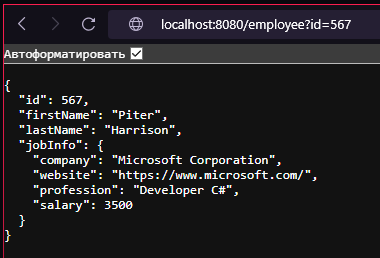 localhost:8080/employee?id=567
Автоформатировать
{
  "id": 567,
  "firstName": "Piter",
  "lastName": "Harrison",
  "jobInfo": {
    "company": "Microsoft Corporation",
    "website": "https://www.microsoft.com/",
    "profession": "Developer C#",
    "salary": 3500
  }
}